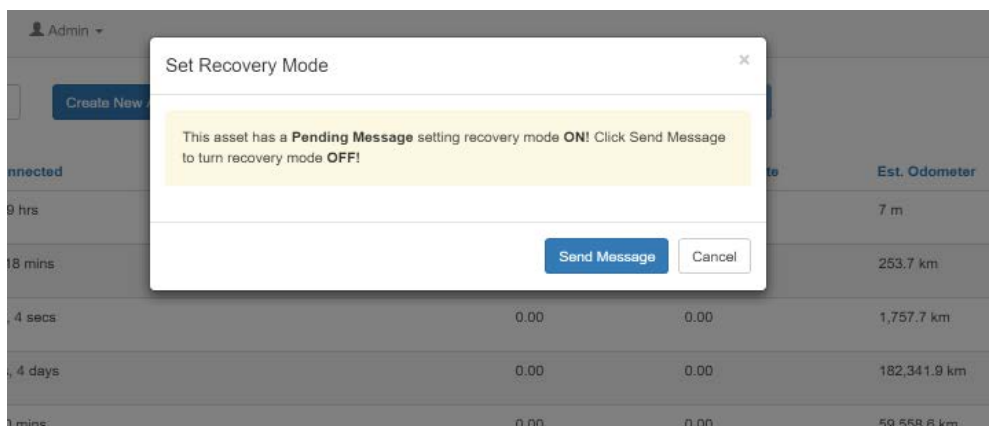 Admin
Set Recovery Mode
×
Create New
This asset has a Pending Message setting recovery mode ON! Click Send Message
to turn recovery mode OFF!
nnected
te
Est. Odometer
9 hrs
7 m
Send Message
Cancel
18 mins
253.7 km
, 4 secs
0.00
0.00
1,757.7 km
, 4 days
0.00
0.00
182,341.9 km
mins
0.00
0.00
59,558.6 km